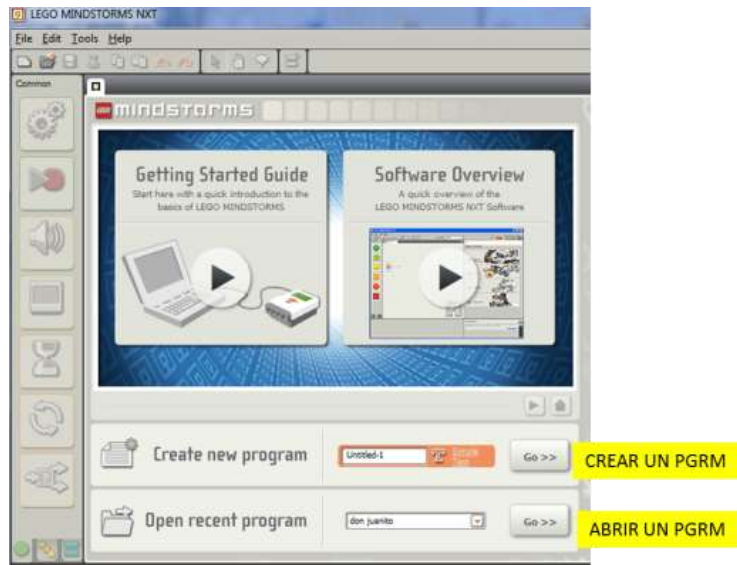 LEGO MINDSTORMS NXT
File Edit Tools Help
Common
mindstorms
Getting Started Guide
Start here with a quick introduction to the
basics of LEGO MINDSTORMS
Software Overview
A quick overview of the
LEGO MINDSTORMS NXT Software
Create new program
Untitled-1
Go >>
CREAR UN PGRM
Open recent program
don juanito
Go >>
ABRIR UN PGRM